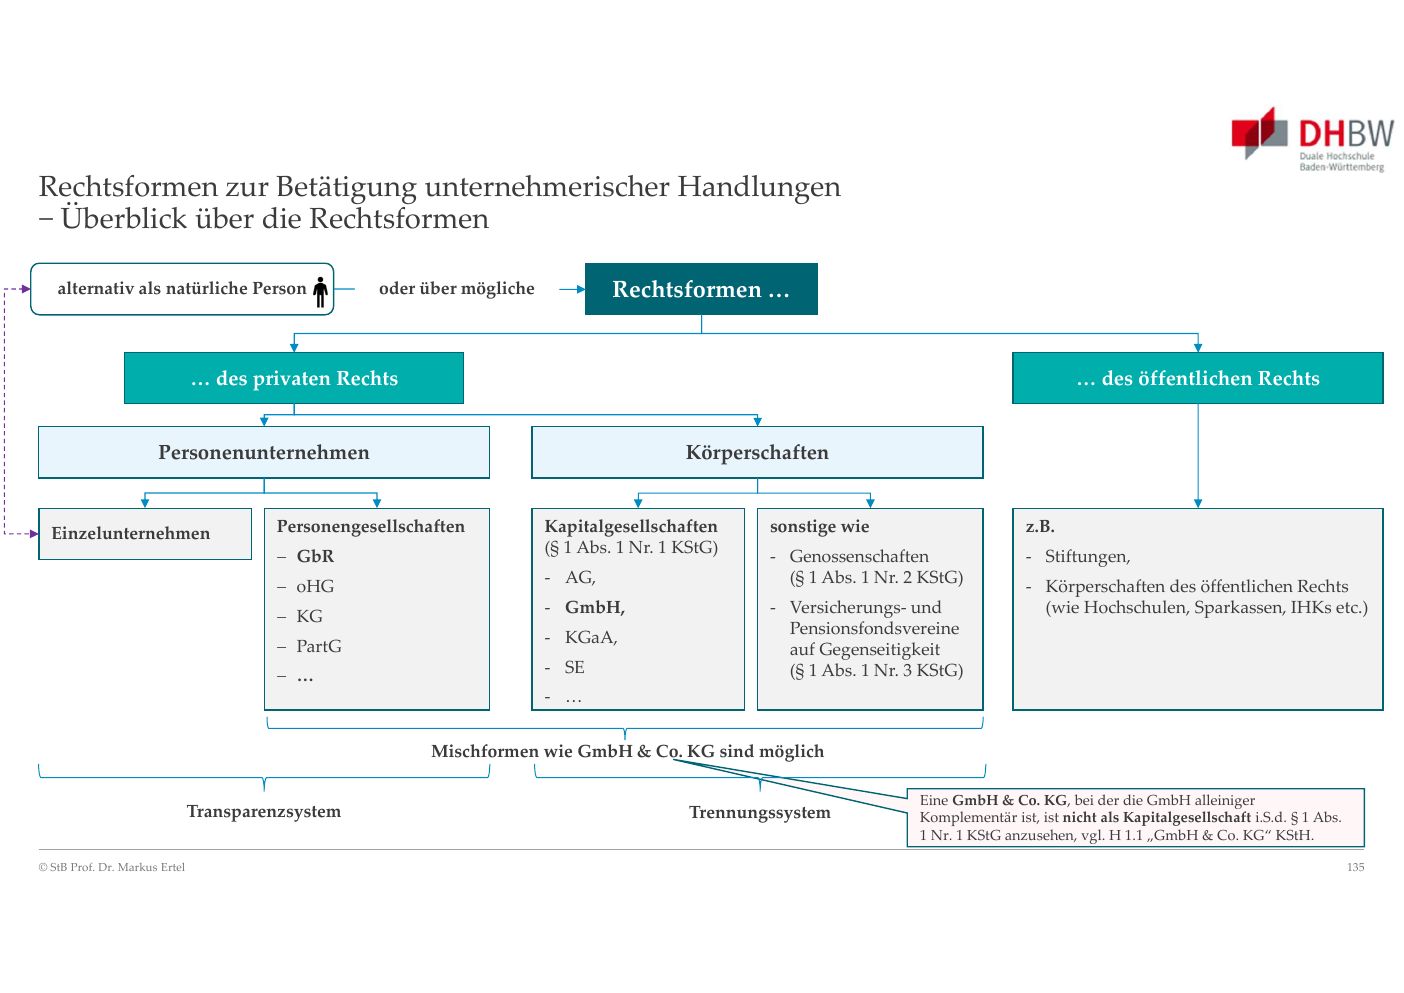 DHBW
Duale Hochschule
Baden-Württemberg
Rechtsformen zur Betätigung unternehmerischer Handlungen
– Überblick über die Rechtsformen
alternativ als natürliche Person
oder über mögliche
Rechtsformen …
… des privaten Rechts
… des öffentlichen Rechts
Personenunternehmen
Körperschaften
Einzelunternehmen
Personengesellschaften
– GbR
– oHG
– KG
– PartG
– …
Kapitalgesellschaften
(§ 1 Abs. 1 Nr. 1 KStG)
- AG,
- GmbH,
- KGaA,
- SE
- …
sonstige wie
- Genossenschaften
(§ 1 Abs. 1 Nr. 2 KStG)
- Versicherungs- und
Pensionsfondsvereine
auf Gegenseitigkeit
(§ 1 Abs. 1 Nr. 3 KStG)
z.B.
- Stiftungen,
- Körperschaften des öffentlichen Rechts
(wie Hochschulen, Sparkassen, IHKs etc.)
Mischformen wie GmbH & Co. KG sind möglich
Transparenzsystem
Trennungssystem
Eine GmbH & Co. KG, bei der die GmbH alleiniger
Komplementär ist, ist nicht als Kapitalgesellschaft i.S.d. § 1 Abs.
1 Nr. 1 KStG anzusehen, vgl. H 1.1 „GmbH & Co. KG“ KStH.
© StB Prof. Dr. Markus Ertel
135